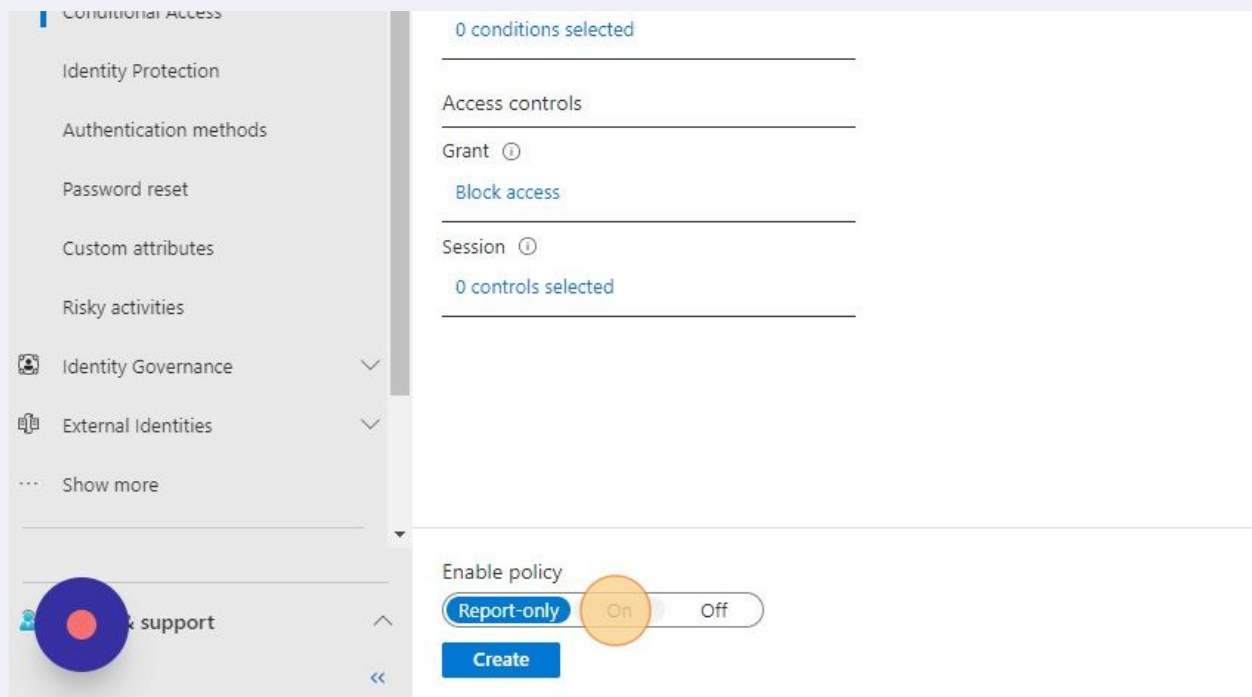 Conditional Access
Identity Protection
Authentication methods
Password reset
Custom attributes
Risky activities
Identity Governance
External Identities
Show more
& support
0 conditions selected
Access controls
Grant
Block access
Session
0 controls selected
Enable policy
Report-only On Off
Create